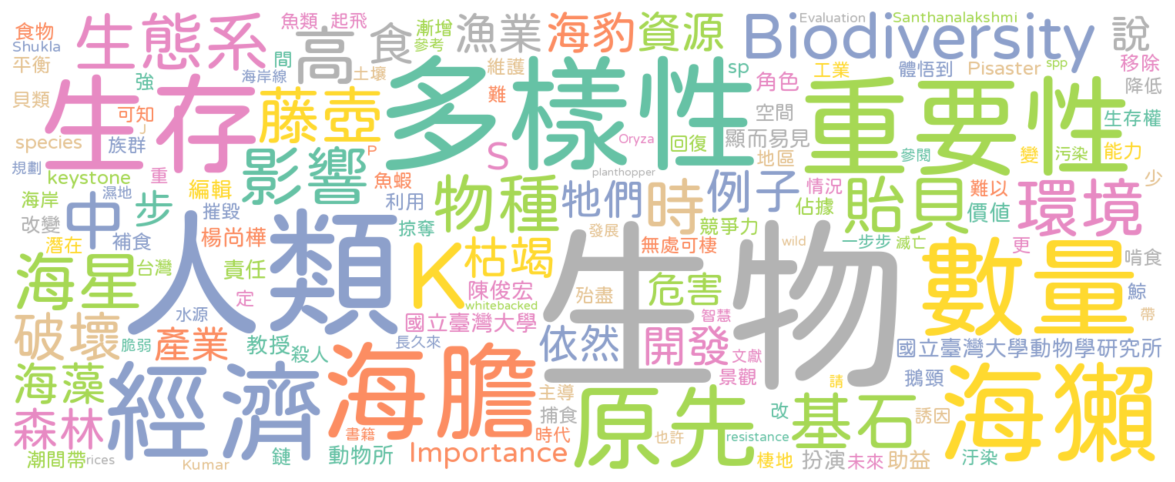 食物 生態系 魚類 起飛 漸增 漁業 海豹 資源 Evaluation Santhanalakshmi 說
Shukla 間 高 食 參考 Biodiversity
平衡 強 海岸線 土壤 維護 難 sp 角色 工業 體悟到 Pisaster spp 移除
貝類 可知 生存 藤壺 多樣性 空間 重要性 降低
species 族群 J P S Oryza 回復 顯而易見 地區 參閱 變 污染 能力 生存權
規劃 keystone 重 影響 魚蝦 planthopper 情況 難以 少
海岸 濕地 編輯 利用 物種 牠們 時 例子 佔據 貽貝 價值 環境
改變 中 步 補食 摧毀 掠奪 發展 競爭力
潛在 楊尚樺 人類 K 枯竭 生物 無處可棲 wild 一步步 滅亡 更 數量 啃食
海星 台灣 責任 定 陳俊宏 殆盡 危害 智慧 鯨
水源 whitebacked 帶
破壞 脆弱 產業 教授 國立臺灣大學 長久來 依然 開發 文獻 國立臺灣大學動物學研究所
海藻 經濟 殺人 海膽 主導 原先 景觀 請 鵝頸 海獺
森林 書籍 捕食 改 基石 誘因
潮間帶 rices Kumar 鏈 動物所 Importance 時代 也許 resistance 棲地 扮演 未來 助益 汙染